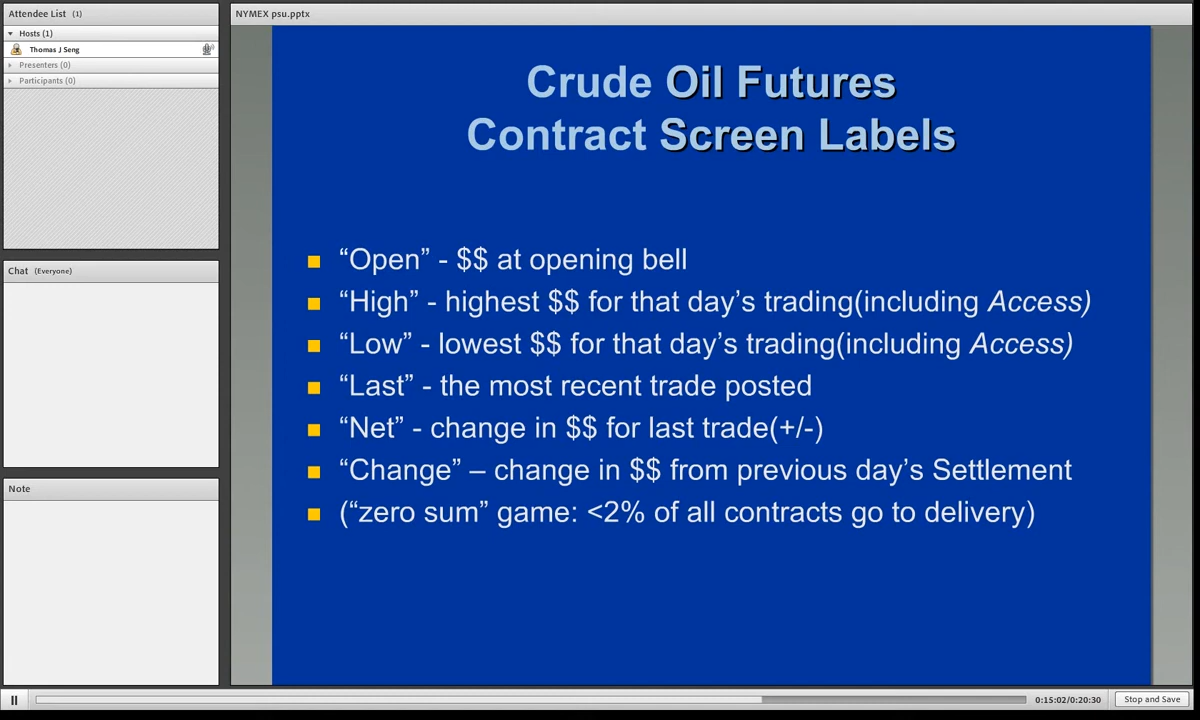 Attendee List (1)
Hosts (1)
Thomas J Seng
Presenters (0)
Participants (0)
Chat (Everyone)
Note
NYMEX psu.pptx
Crude Oil Futures
Contract Screen Labels
“Open” - $$ at opening bell
“High” - highest $$ for that day’s trading(including Access)
“Low” - lowest $$ for that day’s trading(including Access)
“Last” - the most recent trade posted
“Net” - change in $$ for last trade(+/-)
“Change” – change in $$ from previous day’s Settlement
(“zero sum” game: <2% of all contracts go to delivery)
0:15:02/0:20:30
Stop and Save